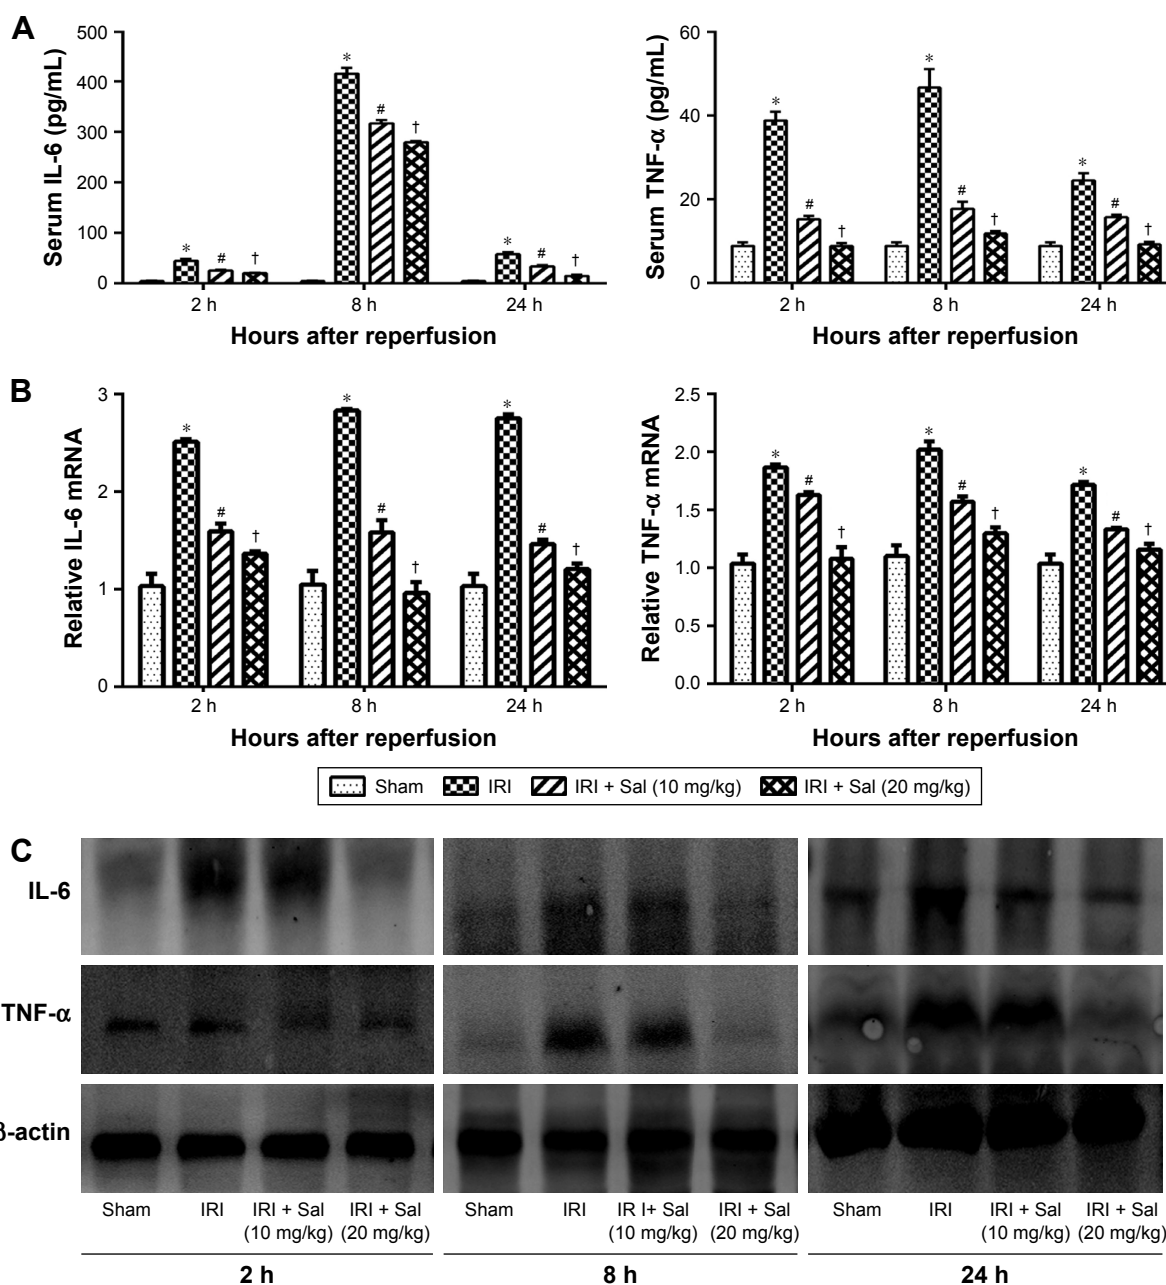 A
Serum IL-6 (pg/mL)
500
400
300
200
100
0
*
#
†
*
#
†
*
#
†
2 h
8 h
24 h
Hours after reperfusion
Serum TNF-α (pg/mL)
60
40
20
0
*
#
†
*
#
†
*
#
†
2 h
8 h
24 h
Hours after reperfusion
B
Relative IL-6 mRNA
3
2
1
0
*
#
†
*
#
†
*
#
†
2 h
8 h
24 h
Hours after reperfusion
Relative TNF-α mRNA
2.5
2.0
1.5
1.0
0.5
0.0
*
#
†
*
#
†
*
#
†
2 h
8 h
24 h
Hours after reperfusion
Sham IRI IRI + Sal (10 mg/kg) IRI + Sal (20 mg/kg)
C
IL-6
TNF-α
β-actin
Sham IRI IRI + Sal IRI + Sal
(10 mg/kg) (20 mg/kg)
2 h
Sham IRI IR I+ Sal IRI + Sal
(10 mg/kg) (20 mg/kg)
8 h
Sham IRI IRI + Sal IRI + Sal
(10 mg/kg) (20 mg/kg)
24 h